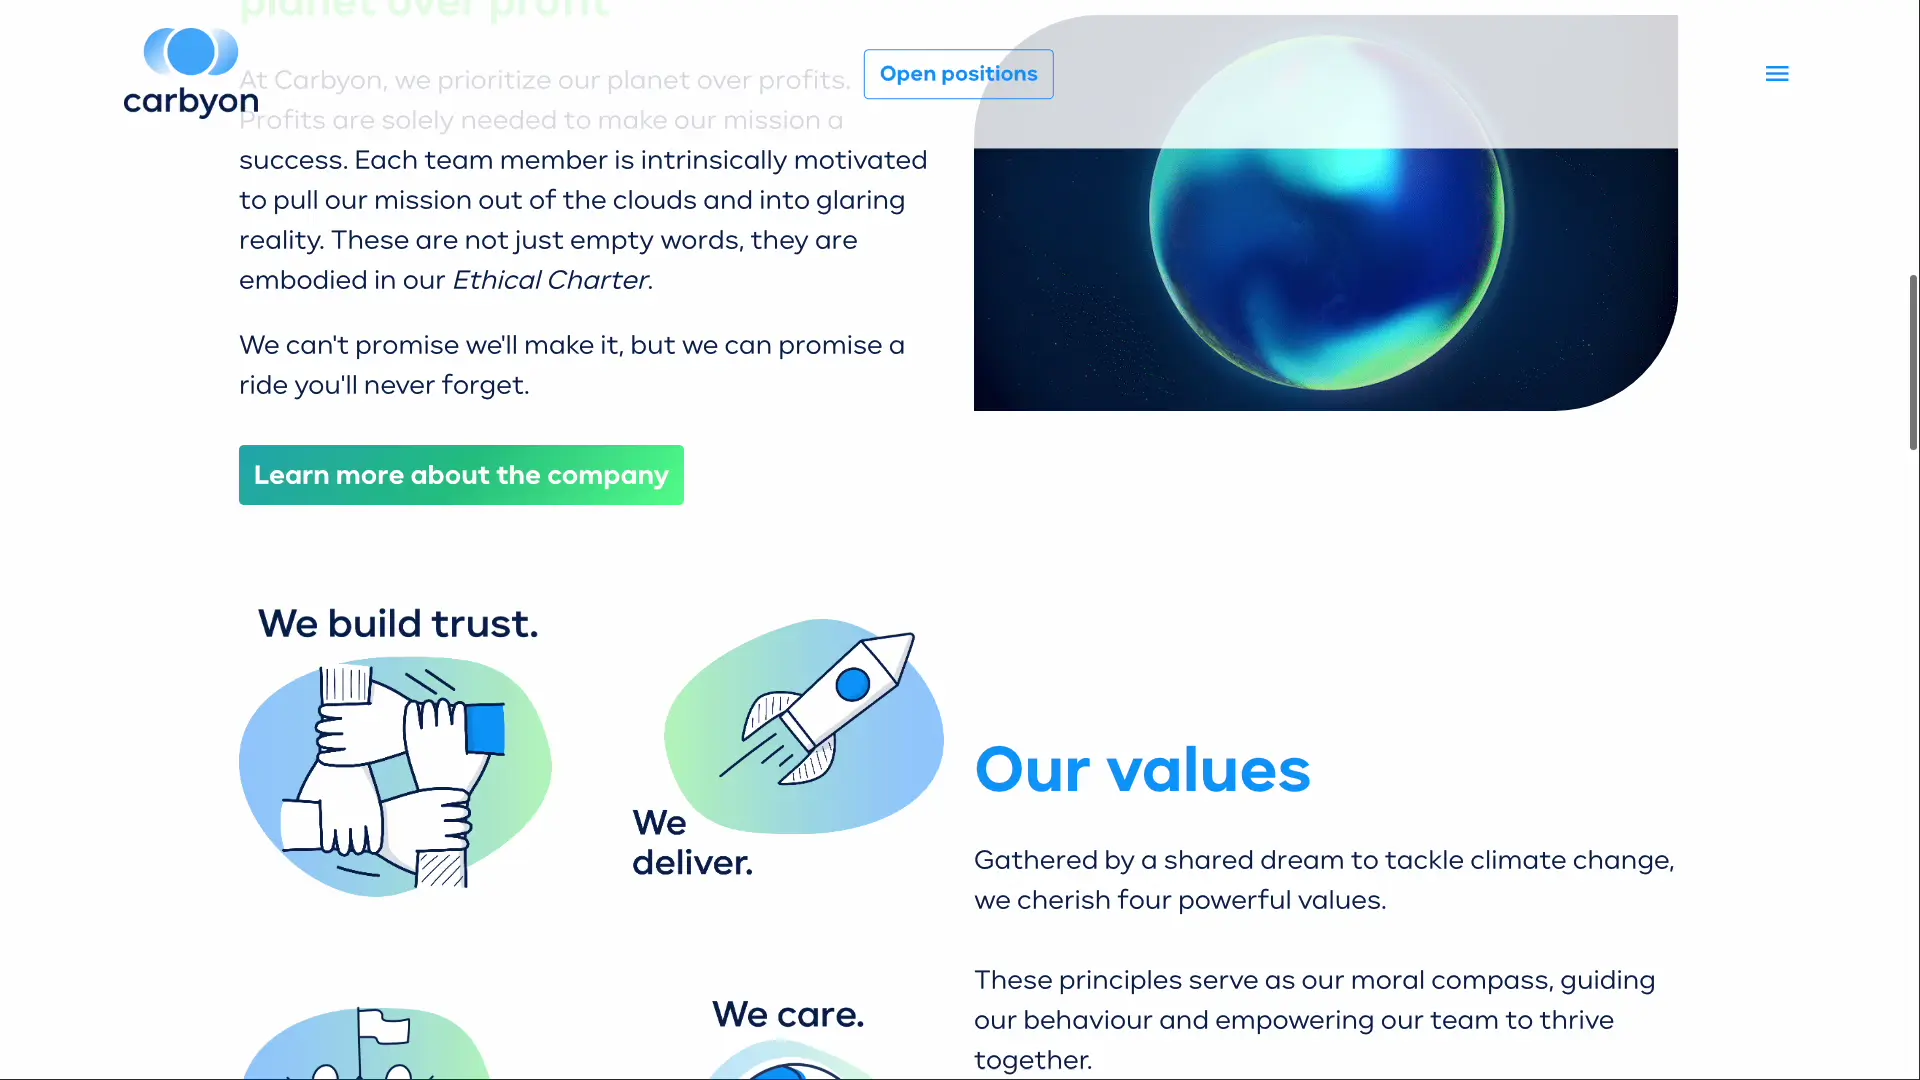 planet over profit
carbyon
Open positions
At Carbyon, we prioritize our planet over profits.
Profits are solely needed to make our mission a
success. Each team member is intrinsically motivated
to pull our mission out of the clouds and into glaring
reality. These are not just empty words, they are
embodied in our Ethical Charter.
We can't promise we'll make it, but we can promise a
ride you'll never forget.
Learn more about the company
We build trust.
We
deliver.
We care.
Our values
Gathered by a shared dream to tackle climate change,
we cherish four powerful values.
These principles serve as our moral compass, guiding
our behaviour and empowering our team to thrive
together.